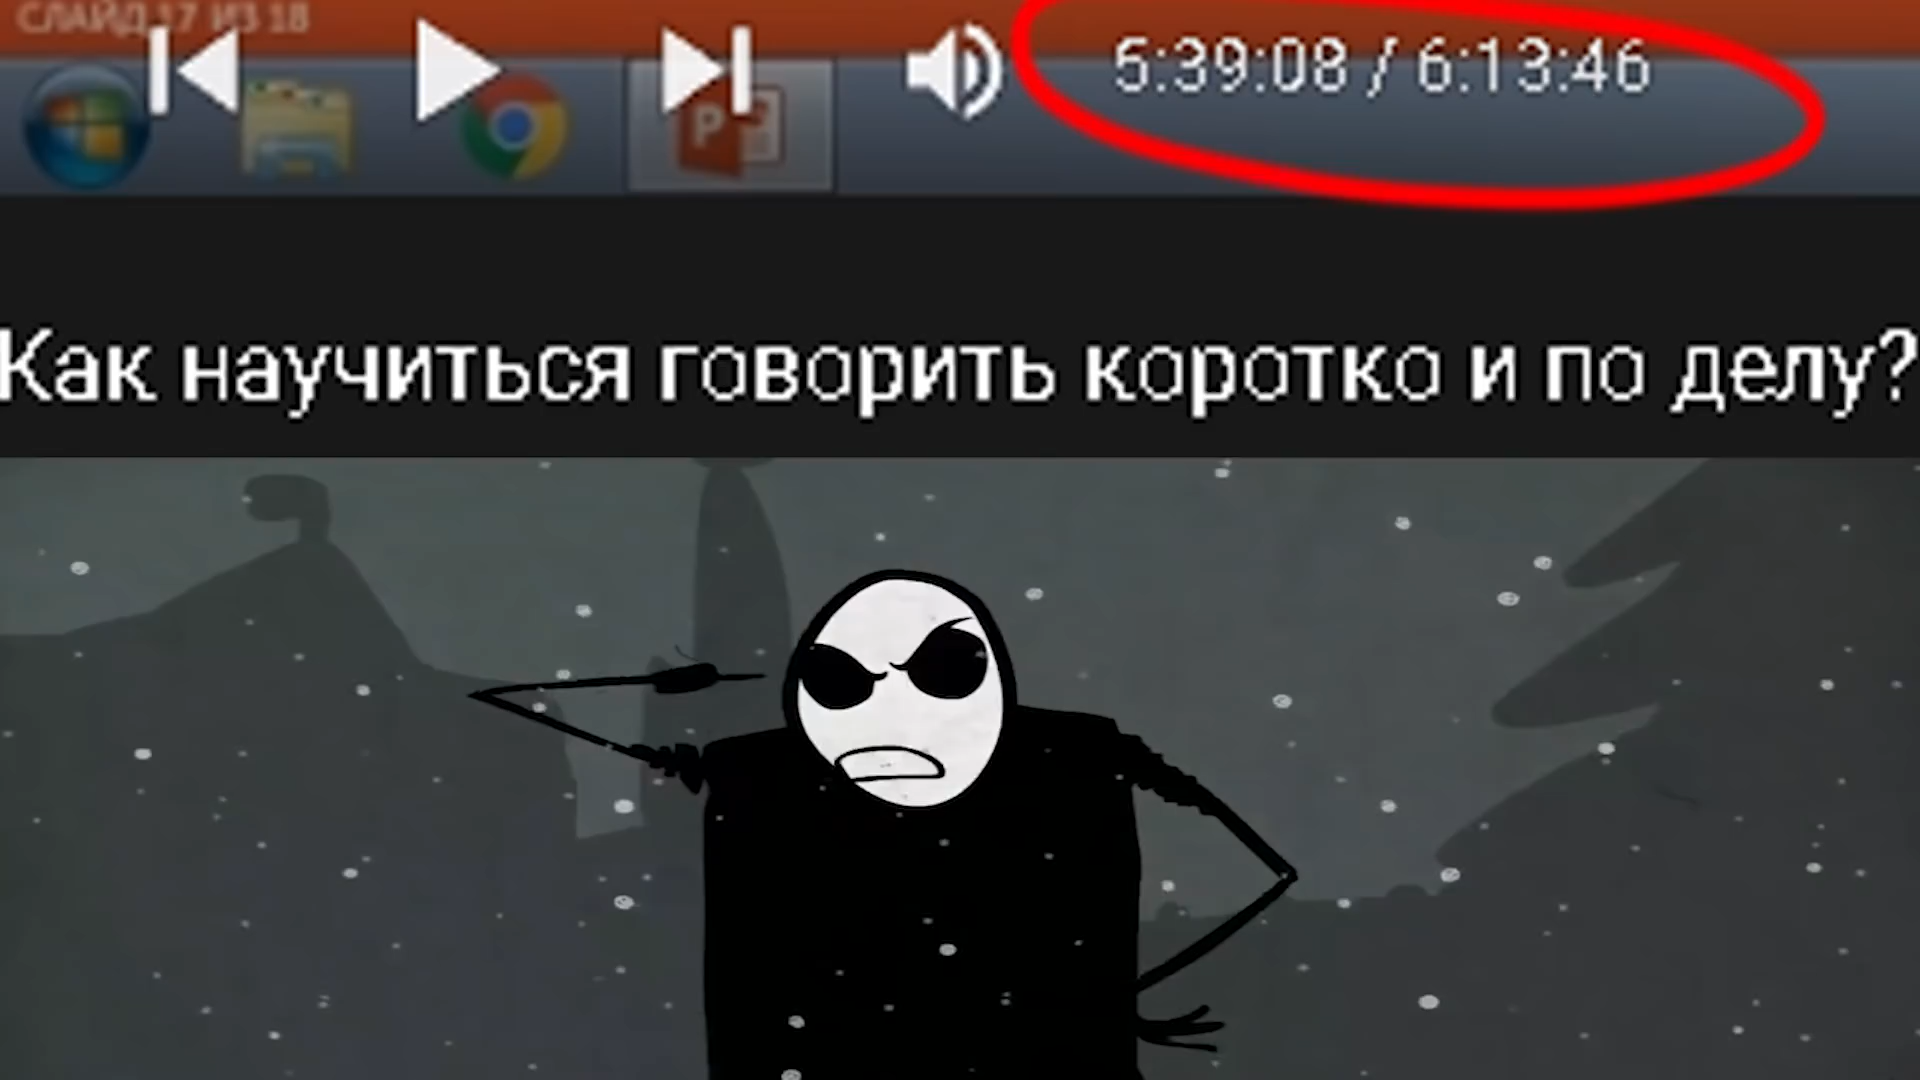 СЛАЙД 17 ИЗ 18
5:39:08 / 6:13:46
P
Как научиться говорить коротко и по делу?